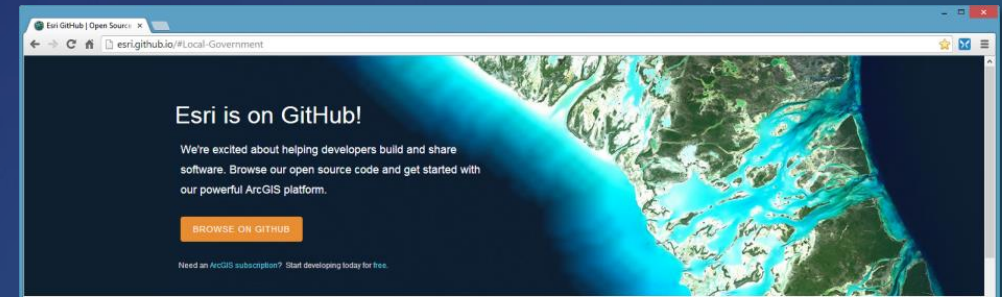 Esri GitHub | Open Source
esri.github.io/#Local-Government
Esri is on GitHub!
We're excited about helping developers build and share
software. Browse our open source code and get started with
our powerful ArcGIS platform.
BROWSE ON GITHUB
Need an ArcGIS subscription? Start developing today for free.